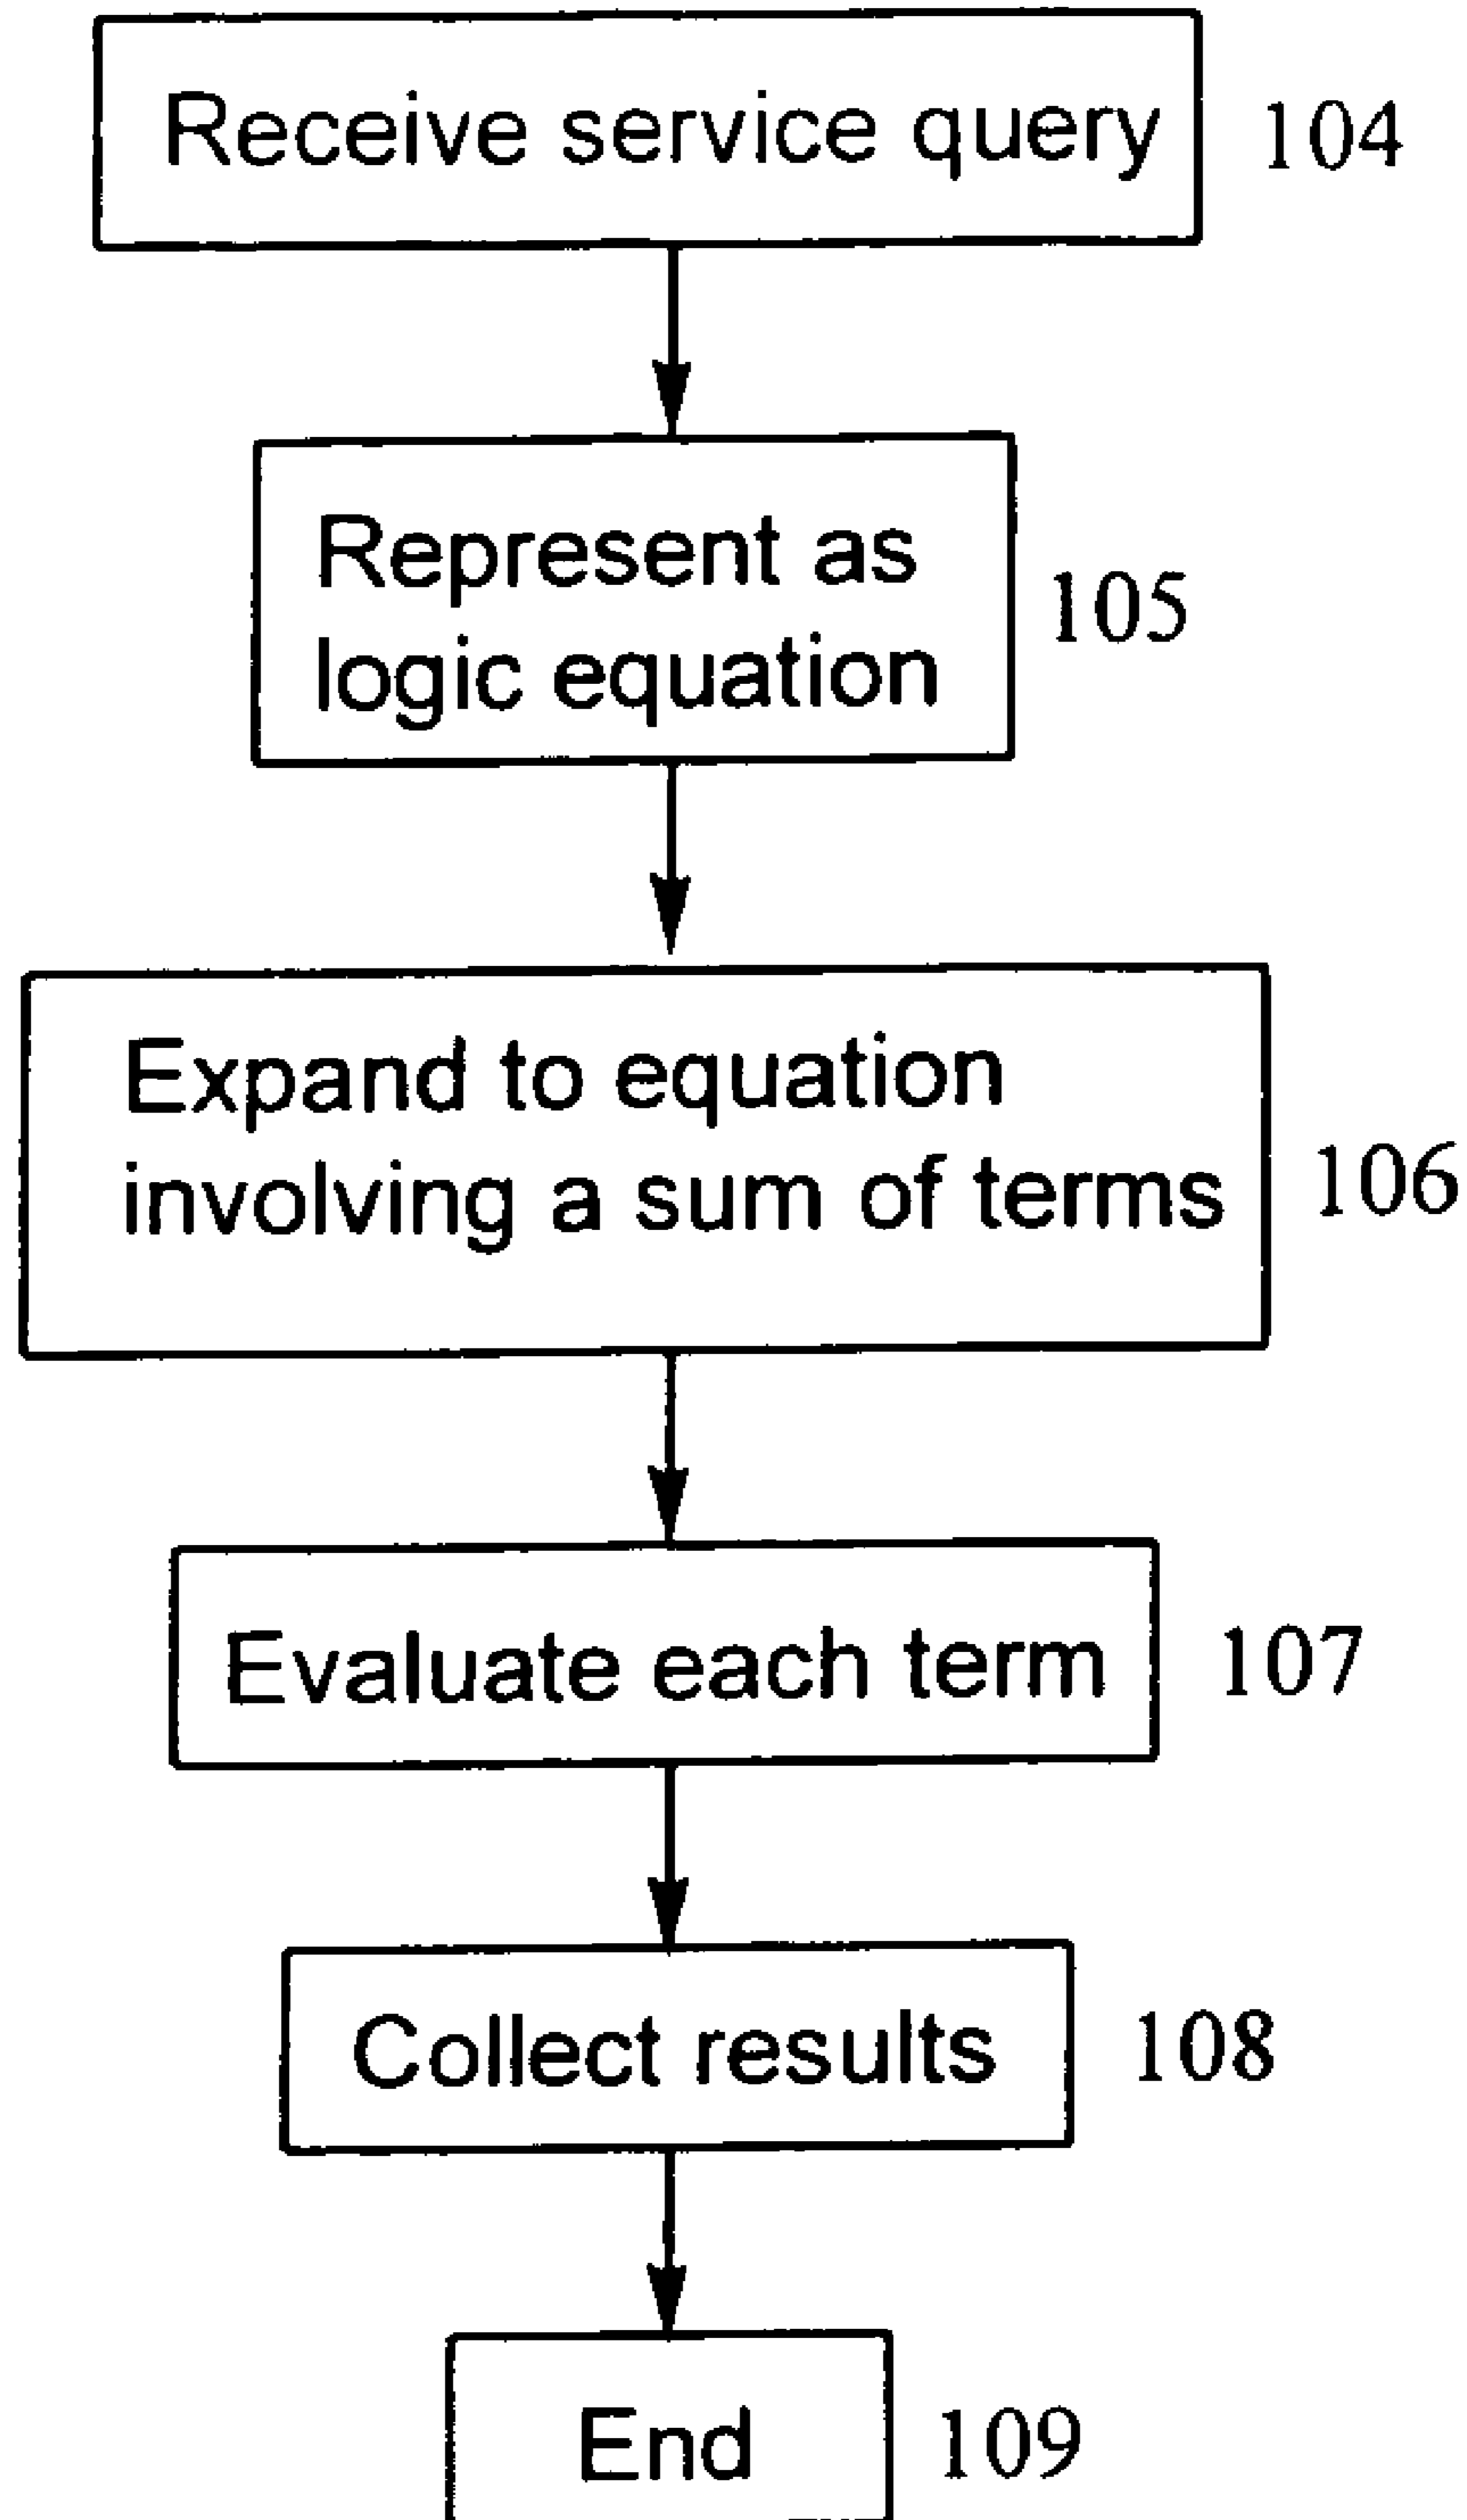 Receive service query
104
Represent as
logic equation
105
Expand to equation
involving a sum of terms
106
Evaluate each term
107
Collect results
108
End
109